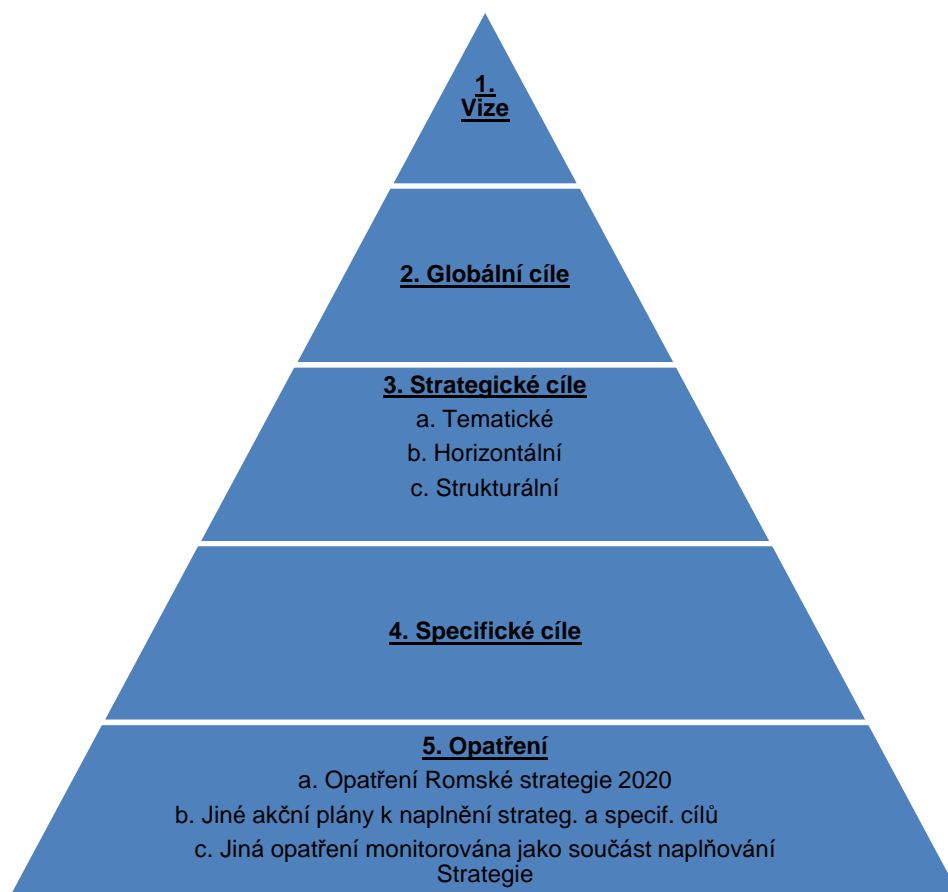 1.
Vize
2. Globální cíle
3. Strategické cíle
a. Tematické
b. Horizontální
c. Strukturální
4. Specifické cíle
5. Opatření
a. Opatření Romské strategie 2020
b. Jiné akční plány k naplnění strateg. a specif. cílů
c. Jiná opatření monitorována jako součást naplňování
Strategie